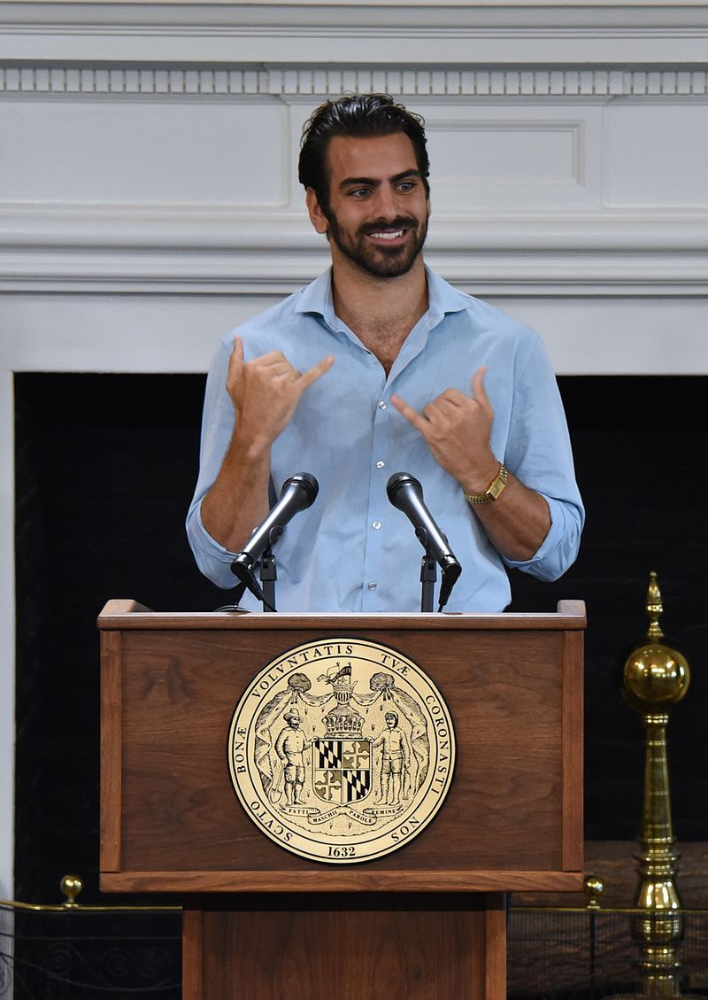 SCVTO BONÆ VOLVNTATIS TVÆ CORONASTI NOS
FATTI MASCHII PAROLE FEMINE
1632